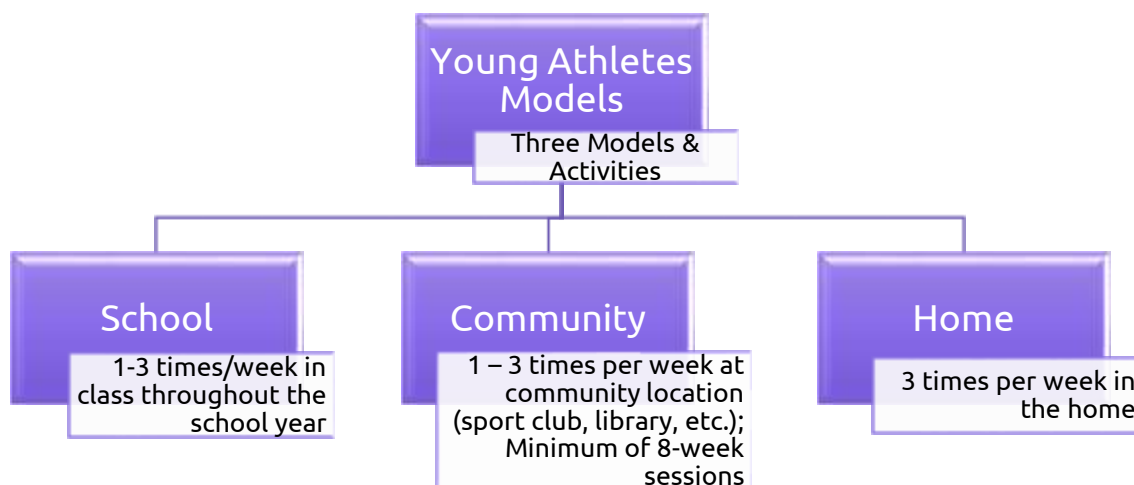 Young Athletes
Models
Three Models &
Activities
School
1-3 times/week in
class throughout the
school year
Community
1 – 3 times per week at
community location
(sport club, library, etc.);
Minimum of 8-week
sessions
Home
3 times per week in
the home